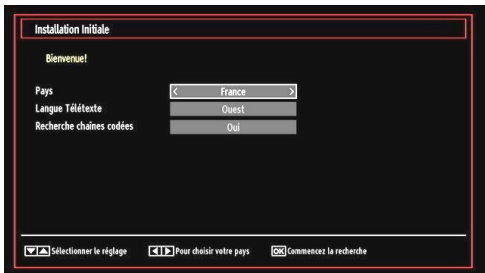 Installation Initiale
Bienvenue!
Pays < France >
Langue Télétexte Ouest
Recherche chaînes codées Oui
Sélectionner le réglage Pour choisir votre pays OK Commencez la recherche